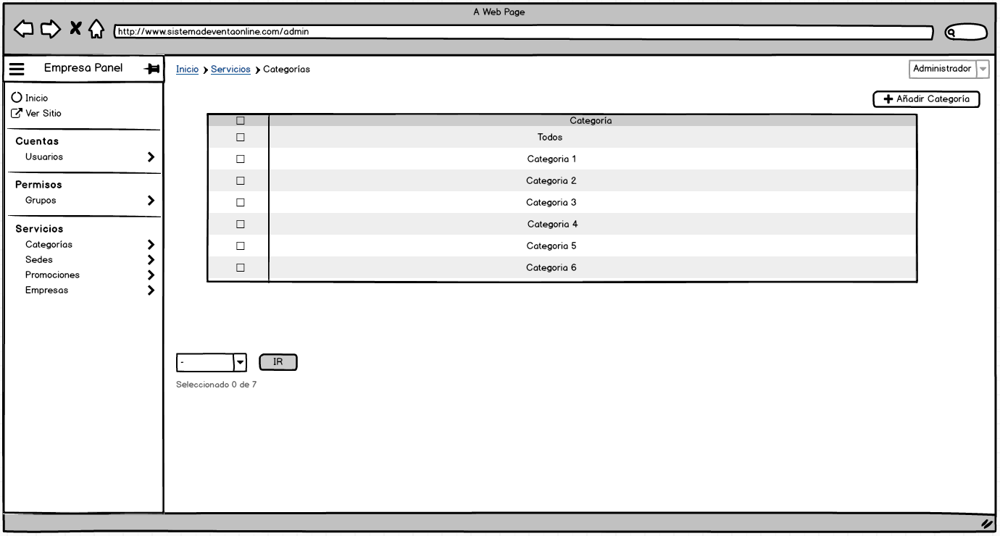 A Web Page
http://www.sistemadeventaonline.com/admin
Empresa Panel
Inicio
Ver Sitio
Cuentas
Usuarios
Permisos
Grupos
Servicios
Categorías
Sedes
Promociones
Empresas
Inicio Servicios Categorías
Administrador
Añadir Categoría
Categoría
Todos
Categoria 1
Categoria 2
Categoria 3
Categoria 4
Categoria 5
Categoria 6
- IR
Seleccionado 0 de 7